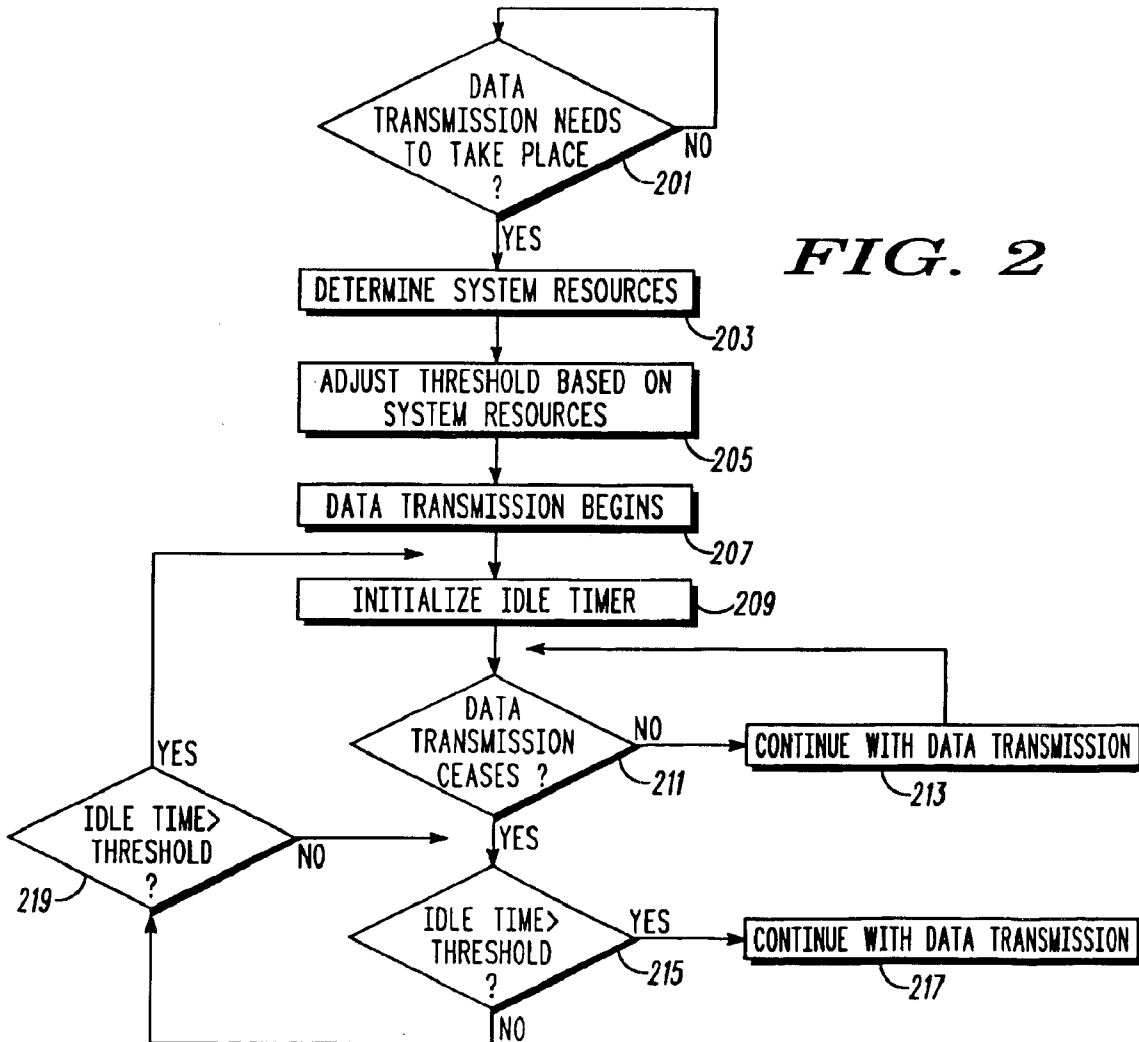 DATA
TRANSMISSION NEEDS
TO TAKE PLACE
?
NO
201
YES
FIG. 2
DETERMINE SYSTEM RESOURCES
203
ADJUST THRESHOLD BASED ON
SYSTEM RESOURCES
205
DATA TRANSMISSION BEGINS
207
INITIALIZE IDLE TIMER
209
DATA
TRANSMISSION
CEASES ?
NO
211
CONTINUE WITH DATA TRANSMISSION
213
YES
YES
IDLE TIME>
THRESHOLD
?
NO
219
IDLE TIME>
THRESHOLD
?
YES
215
CONTINUE WITH DATA TRANSMISSION
217
NO